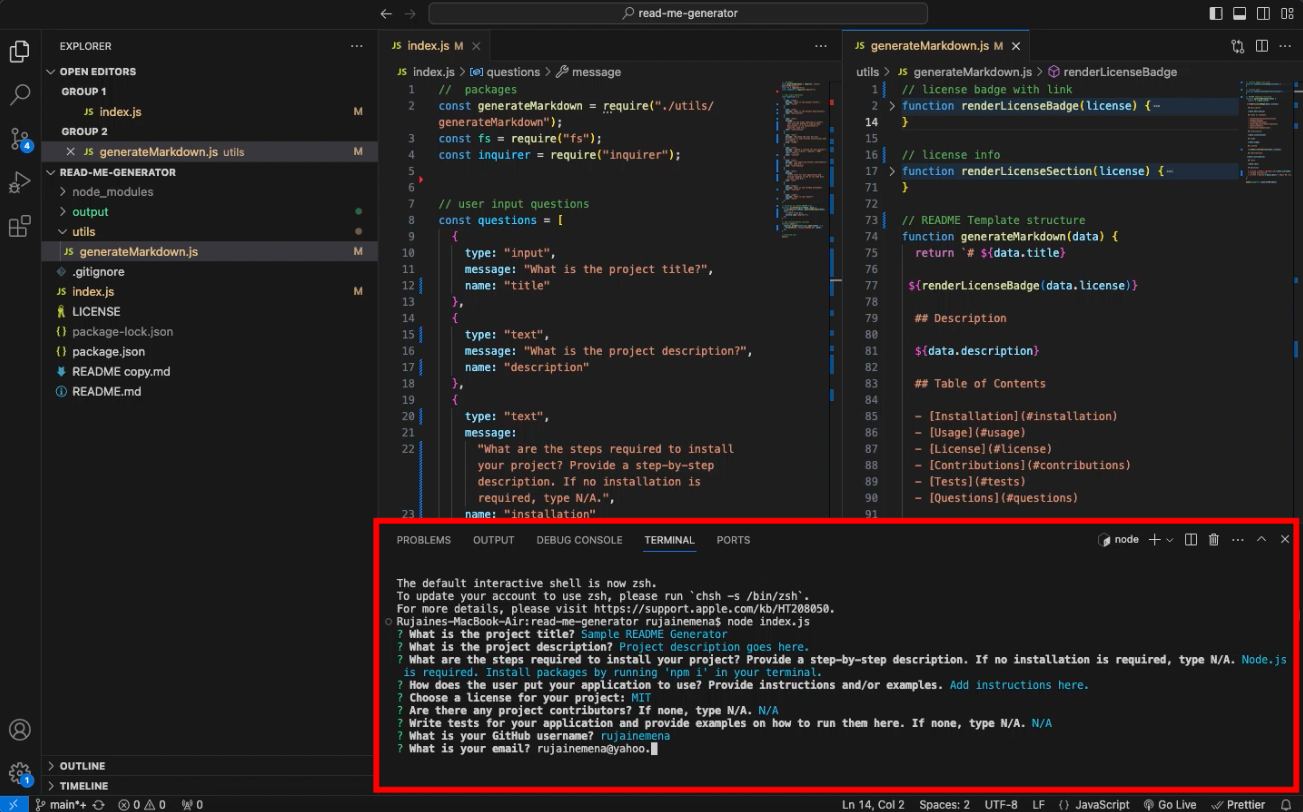 read-me-generator
EXPLORER
OPEN EDITORS
GROUP 1
JS index.js M
GROUP 2
JS generateMarkdown.js utils M
READ-ME-GENERATOR
node_modules
output
utils
JS generateMarkdown.js M
.gitignore
JS index.js M
LICENSE
{} package-lock.json
{} package.json
README copy.md
README.md
OUTLINE
TIMELINE
4
1
JS index.js M
JS index.js > questions > message
1 // packages
2 const generateMarkdown = require("./utils/
generateMarkdown");
3 const fs = require("fs");
4 const inquirer = require("inquirer");
5
6
7 // user input questions
8 const questions = [
9 {
10 type: "input",
11 message: "What is the project title?",
12 name: "title"
13 },
14 {
15 type: "text",
16 message: "What is the project description?",
17 name: "description"
18 },
19 {
20 type: "text",
21 message:
22 "What are the steps required to install
your project? Provide a step-by-step
description. If no installation is
required, type N/A.",
23 name: "installation"
JS generateMarkdown.js M
utils > JS generateMarkdown.js > renderLicenseBadge
1 // license badge with link
2 function renderLicenseBadge(license) {…
14 }
15
16 // license info
17 function renderLicenseSection(license) {…
71 }
72
73 // README Template structure
74 function generateMarkdown(data) {
75 return `# ${data.title}
76
77 ${renderLicenseBadge(data.license)}
78
79 ## Description
80
81 ${data.description}
82
83 ## Table of Contents
84
85 - [Installation](#installation)
86 - [Usage](#usage)
87 - [License](#license)
88 - [Contributions](#contributions)
89 - [Tests](#tests)
90 - [Questions](#questions)
91
PROBLEMS OUTPUT DEBUG CONSOLE TERMINAL PORTS
node
The default interactive shell is now zsh.
To update your account to use zsh, please run `chsh -s /bin/zsh`.
For more details, please visit https://support.apple.com/kb/HT208050.
Rujaines-MacBook-Air:read-me-generator rujainemena$ node index.js
? What is the project title? Sample README Generator
? What is the project description? Project description goes here.
? What are the steps required to install your project? Provide a step-by-step description. If no installation is required, type N/A. Node.js
is required. Install packages by running 'npm i' in your terminal.
? How does the user put your application to use? Provide instructions and/or examples. Add instructions here.
? Choose a license for your project: MIT
? Are there any project contributors? If none, type N/A. N/A
? Write tests for your application and provide examples on how to run them here. If none, type N/A. N/A
? What is your GitHub username? rujainemena
? What is your email? rujainemena@yahoo.
main*+ 0 0 0 Ln 14, Col 2 Spaces: 2 UTF-8 LF {} JavaScript Go Live Prettier